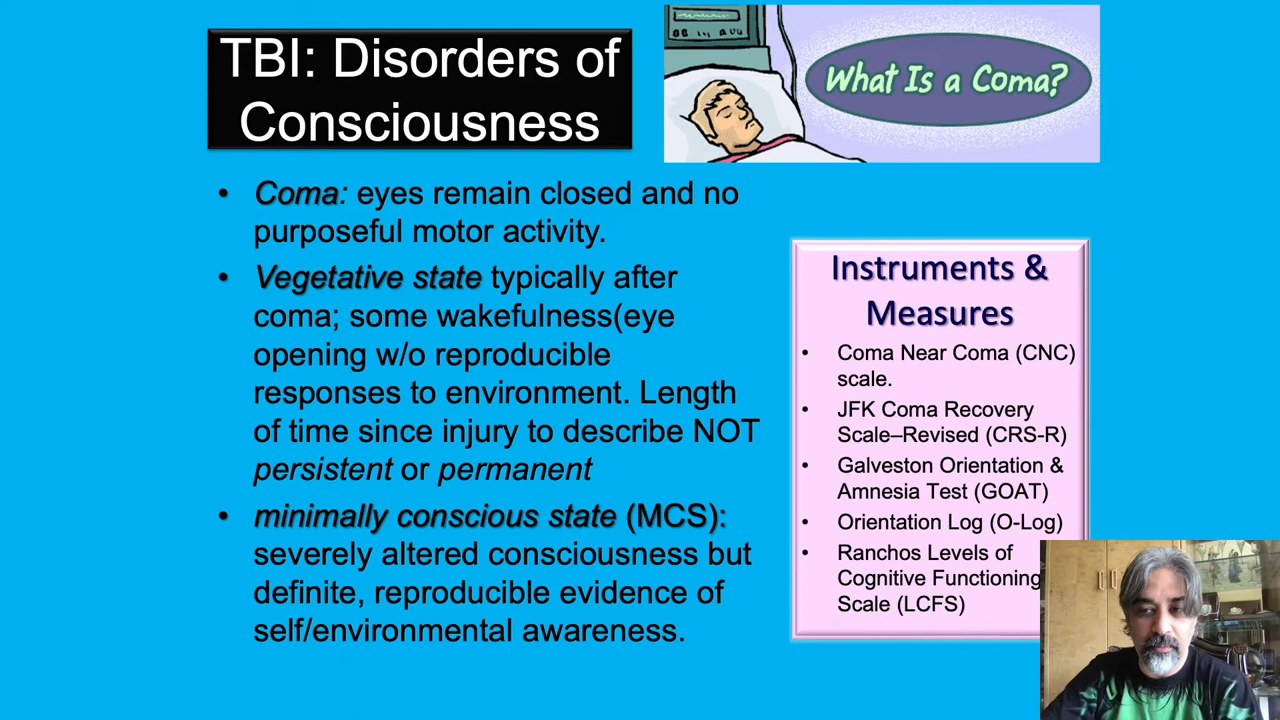 TBI: Disorders of
Consciousness
What Is a Coma?
• Coma: eyes remain closed and no
purposeful motor activity.
• Vegetative state typically after
coma; some wakefulness(eye
opening w/o reproducible
responses to environment. Length
of time since injury to describe NOT
persistent or permanent
• minimally conscious state (MCS):
severely altered consciousness but
definite, reproducible evidence of
self/environmental awareness.
Instruments &
Measures
• Coma Near Coma (CNC)
scale.
• JFK Coma Recovery
Scale–Revised (CRS-R)
• Galveston Orientation &
Amnesia Test (GOAT)
• Orientation Log (O-Log)
• Ranchos Levels of
Cognitive Functioning
Scale (LCFS)